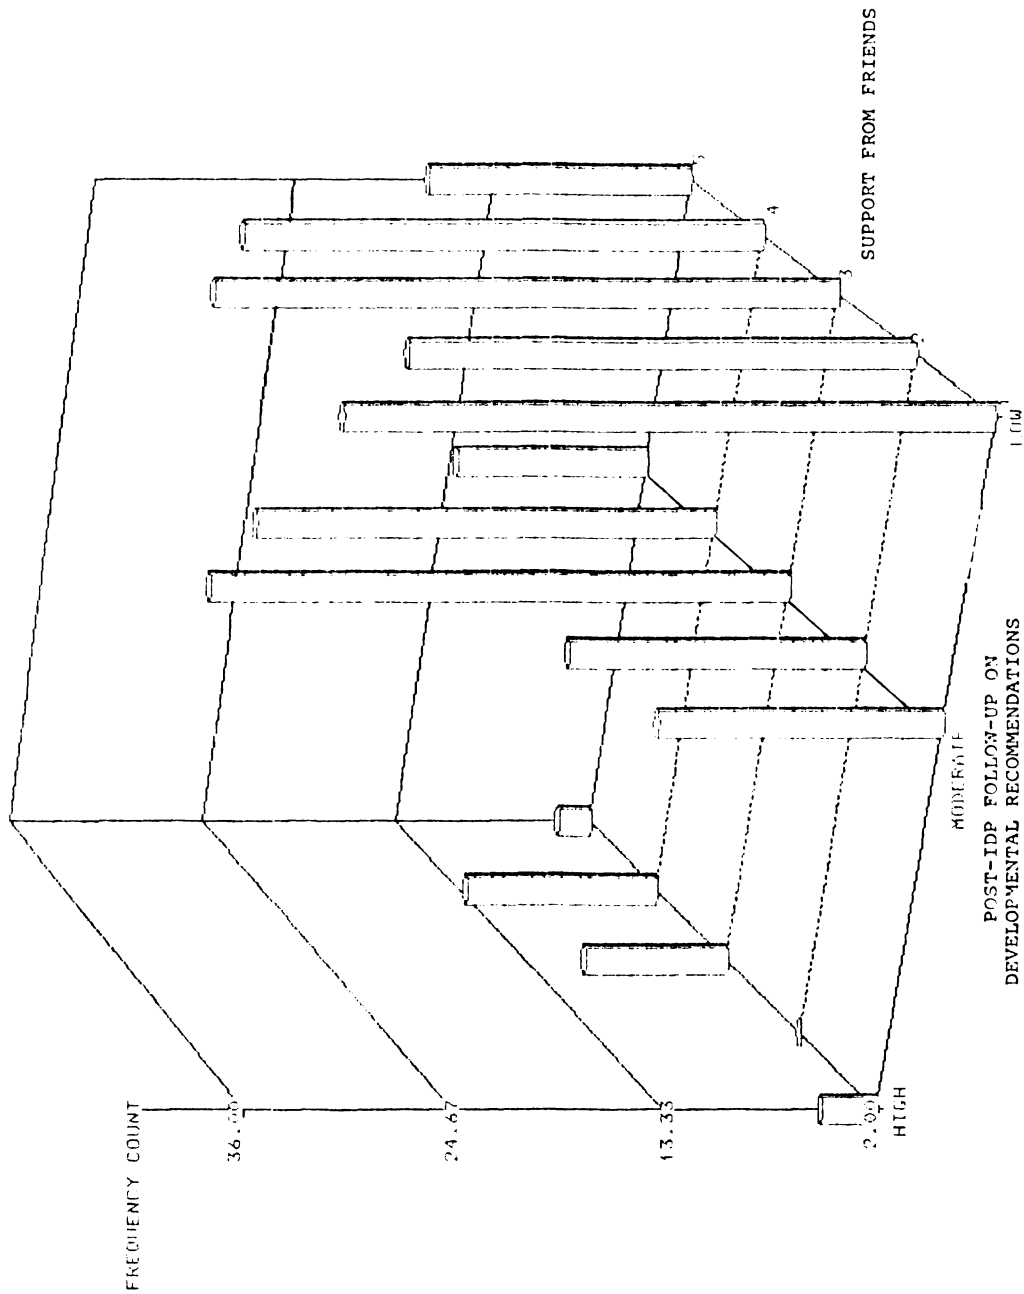 FREQUENCY COUNT
36.00
24.67
13.33
2.00
HIGH
MODERATE
LOW
3
4
SUPPORT FROM FRIENDS
POST-IDP FOLLOW-UP ON
DEVELOPMENTAL RECOMMENDATIONS